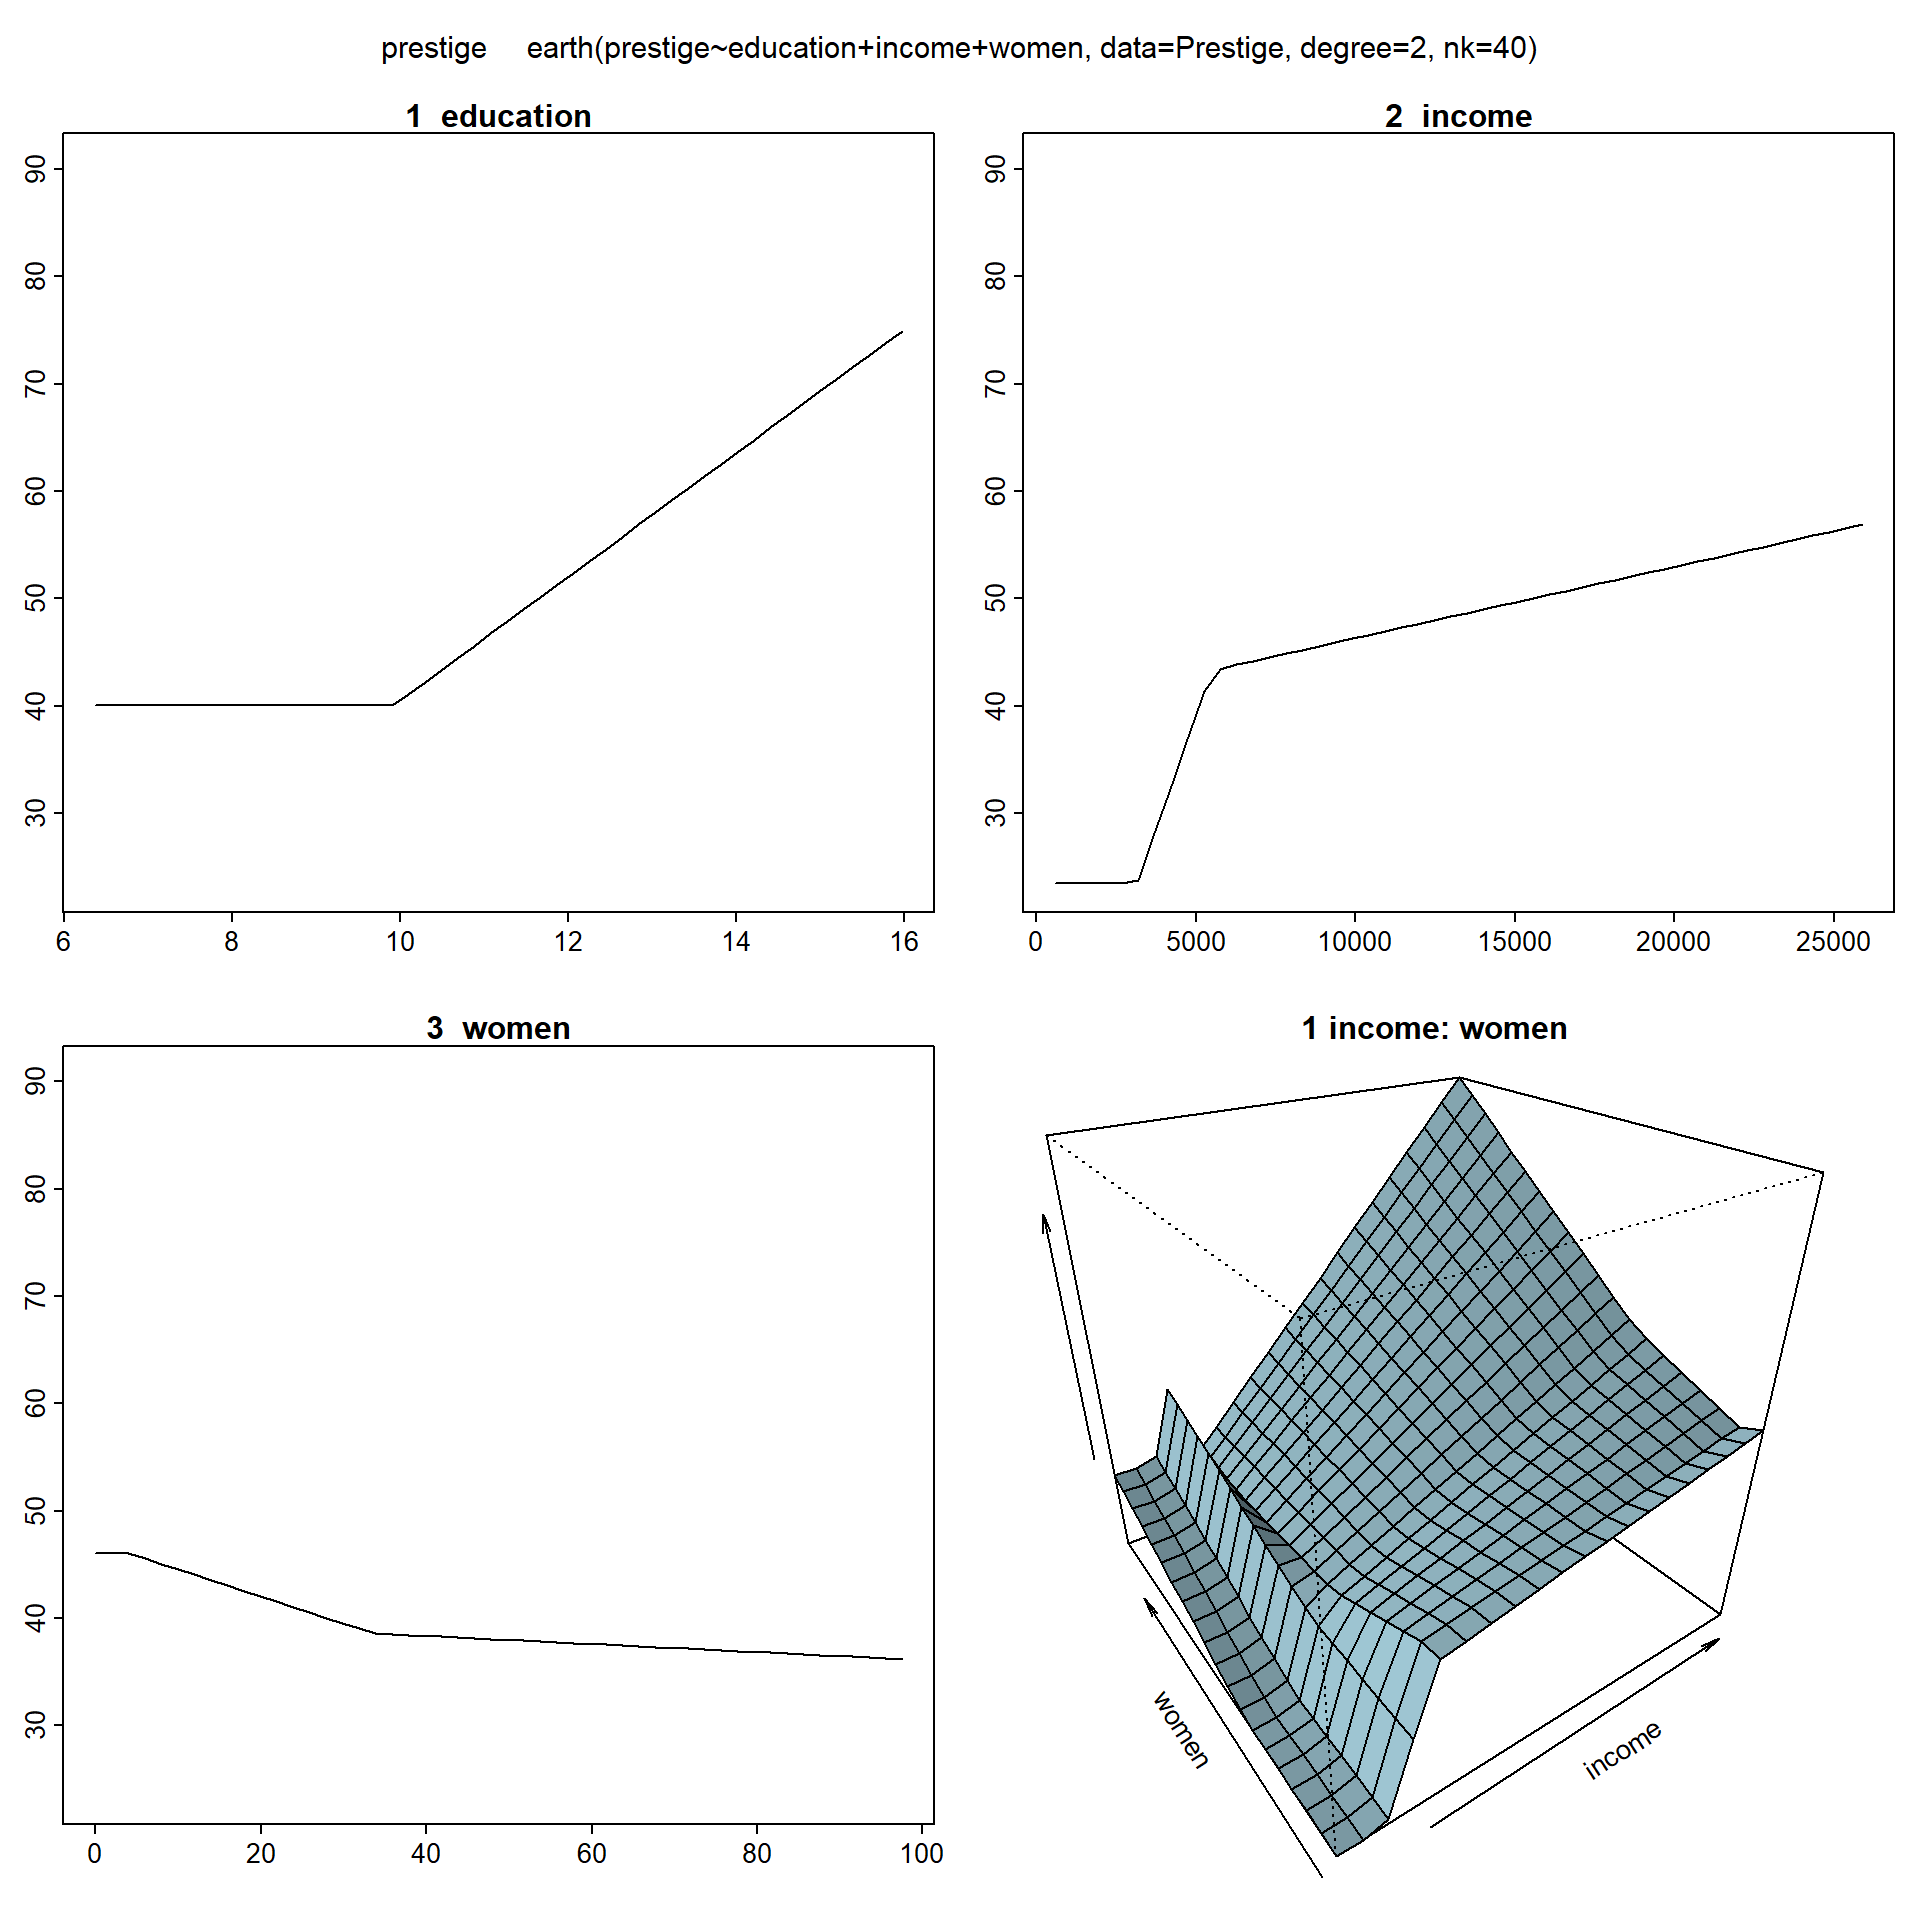 prestige earth(prestige~education+income+women, data=Prestige, degree=2, nk=40)
1 education
90
80
70
60
50
40
30
6 8 10 12 14 16
2 income
90
80
70
60
50
40
30
0 5000 10000 15000 20000 25000
3 women
90
80
70
60
50
40
30
0 20 40 60 80 100
1 income: women
women
income